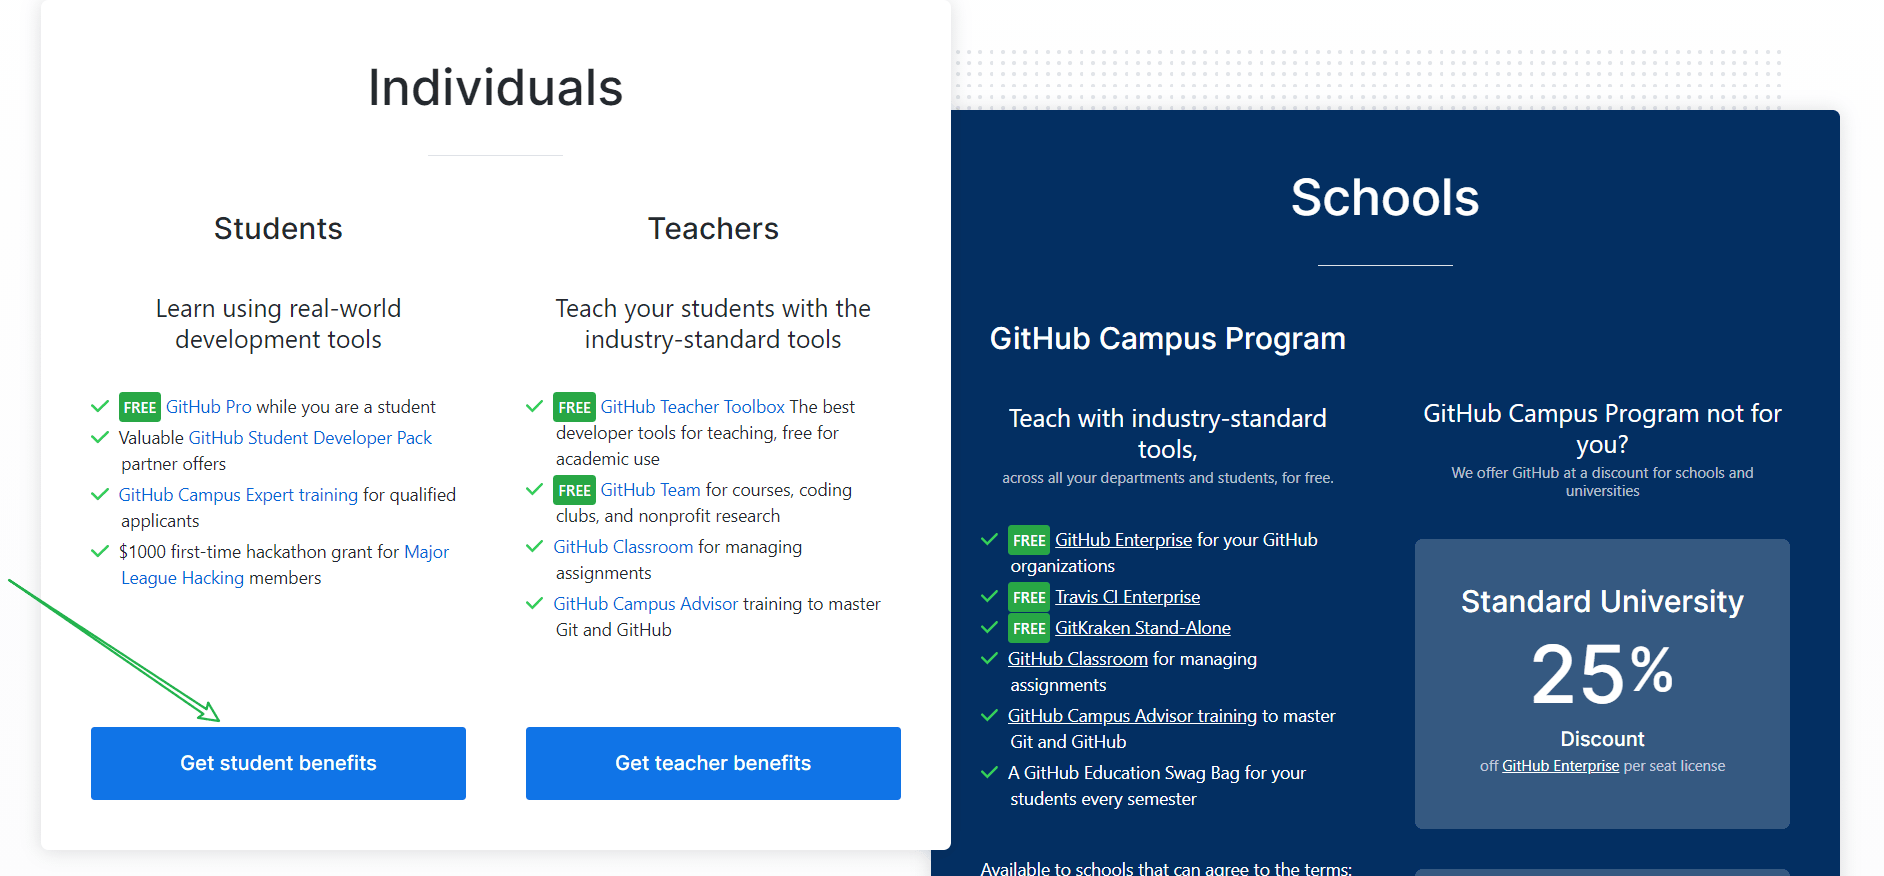 Individuals
Students
Learn using real-world
development tools
FREE GitHub Pro while you are a student
Valuable GitHub Student Developer Pack
partner offers
GitHub Campus Expert training for qualified
applicants
$1000 first-time hackathon grant for Major
League Hacking members
Get student benefits
Teachers
Teach your students with the
industry-standard tools
FREE GitHub Teacher Toolbox The best
developer tools for teaching, free for
academic use
FREE GitHub Team for courses, coding
clubs, and nonprofit research
GitHub Classroom for managing
assignments
GitHub Campus Advisor training to master
Git and GitHub
Get teacher benefits
Schools
GitHub Campus Program
Teach with industry-standard
tools,
across all your departments and students, for free.
FREE GitHub Enterprise for your GitHub
organizations
FREE Travis CI Enterprise
FREE GitKraken Stand-Alone
GitHub Classroom for managing
assignments
GitHub Campus Advisor training to master
Git and GitHub
A GitHub Education Swag Bag for your
students every semester
Available to schools that can agree to the terms:
GitHub Campus Program not for
you?
We offer GitHub at a discount for schools and
universities
Standard University
25%
Discount
off GitHub Enterprise per seat license